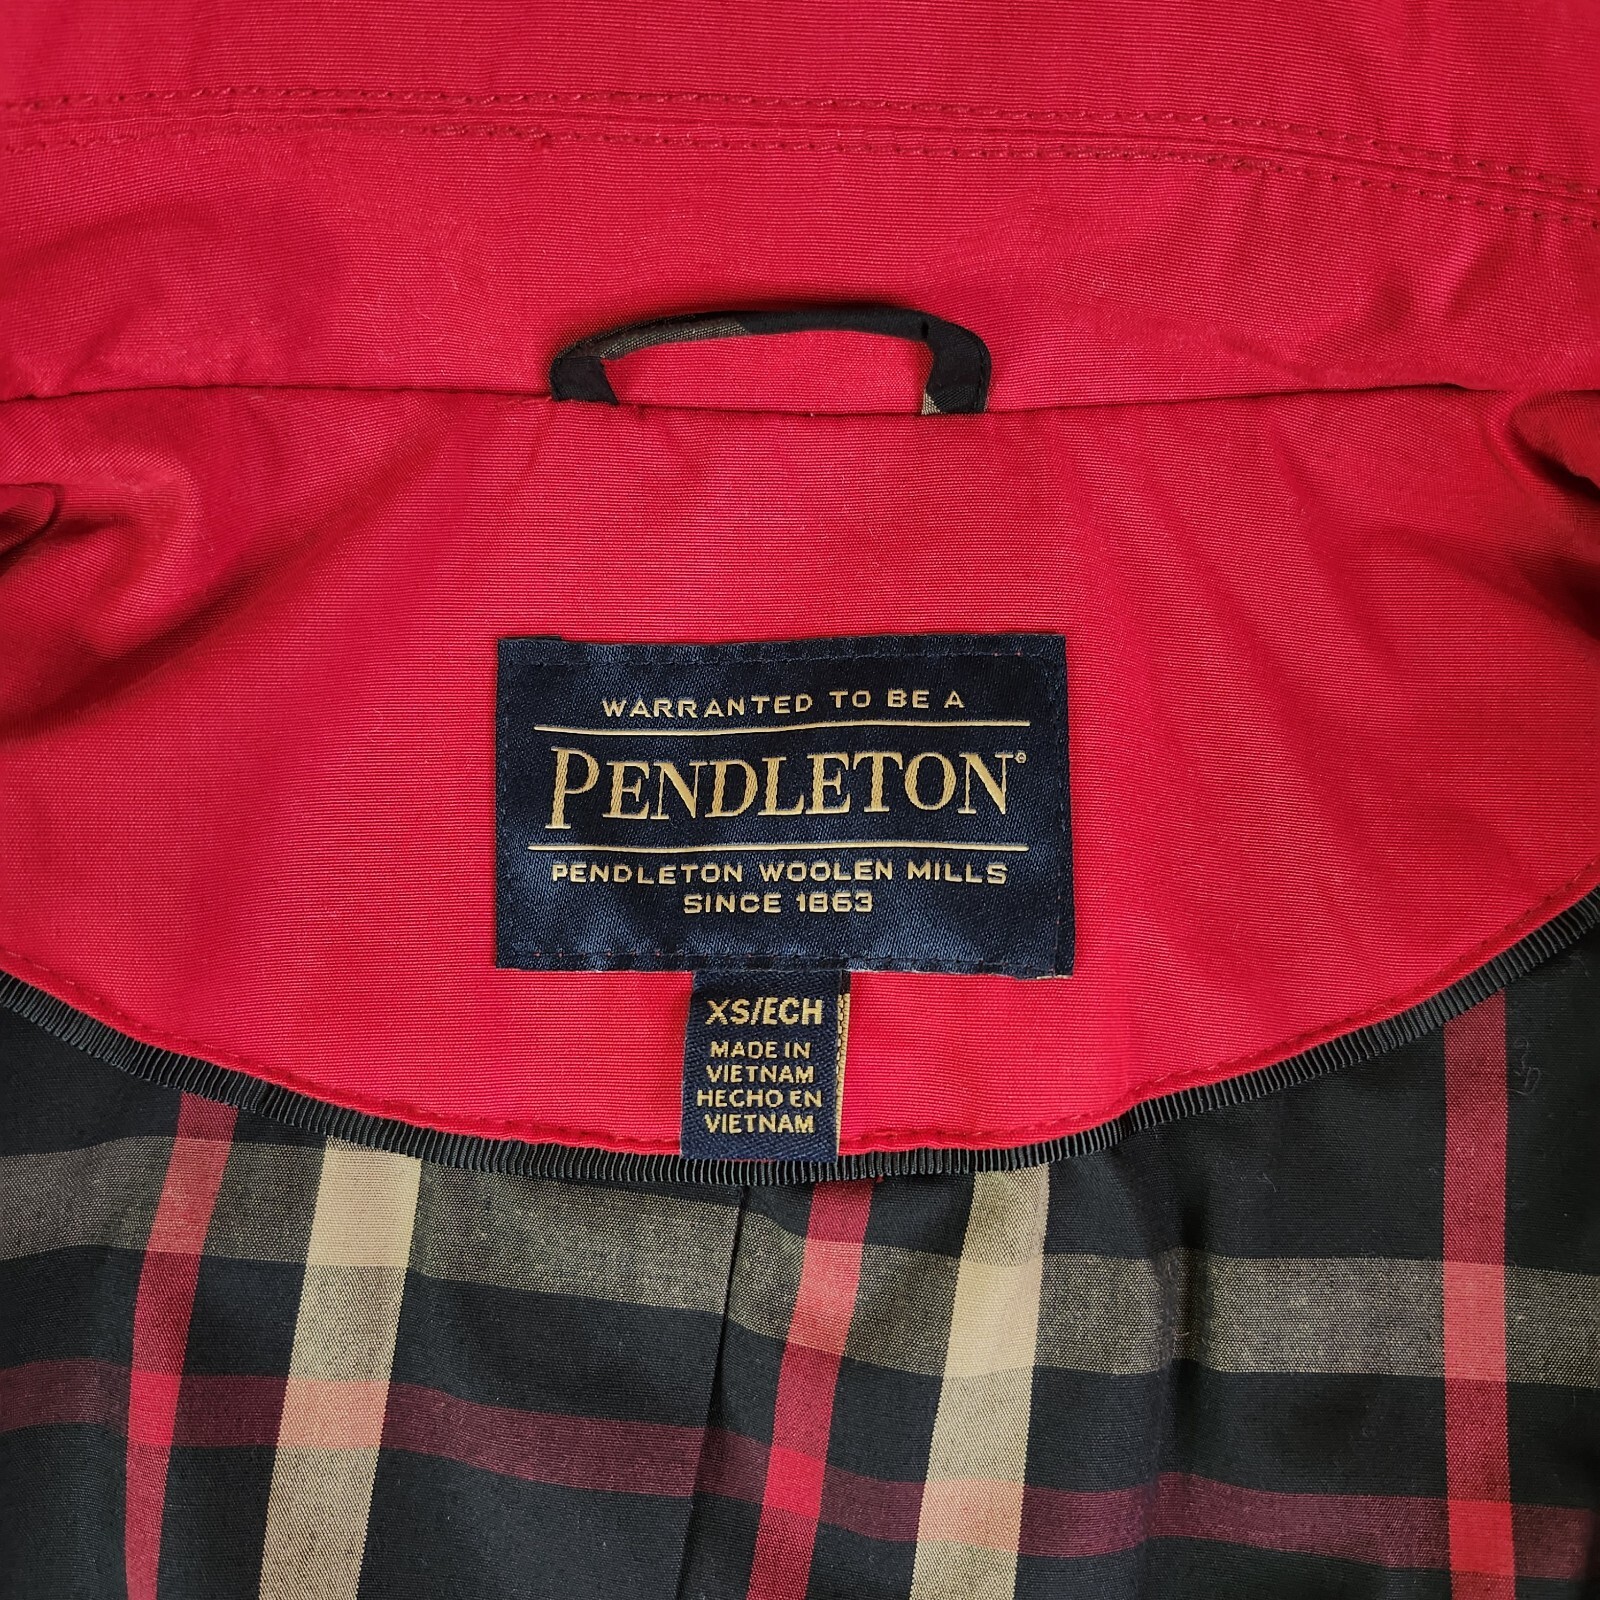 WARRANTED TO BE A
PENDLETON®
PENDLETON WOOLEN MILLS
SINCE 1863
XS/ECH
MADE IN
VIETNAM
HECHO EN
VIETNAM